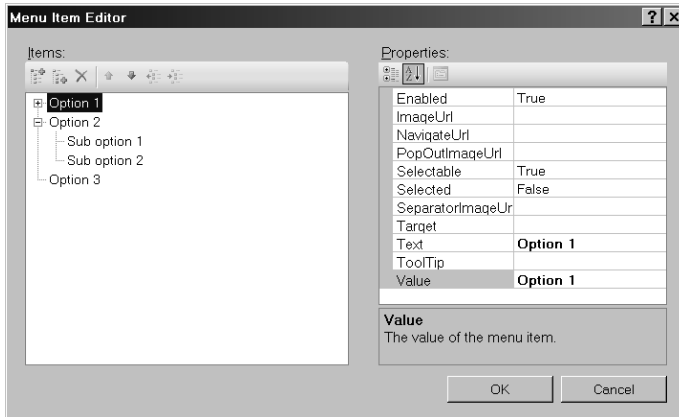 Menu Item Editor
Items:
Properties:
Option 1
Option 2
Sub option 1
Sub option 2
Option 3
Enabled True
ImageUrl
NavigateUrl
PopOutImageUrl
Selectable True
Selected False
SeparatorImageUr
Target
Text Option 1
ToolTip
Value Option 1
Value
The value of the menu item.
OK Cancel